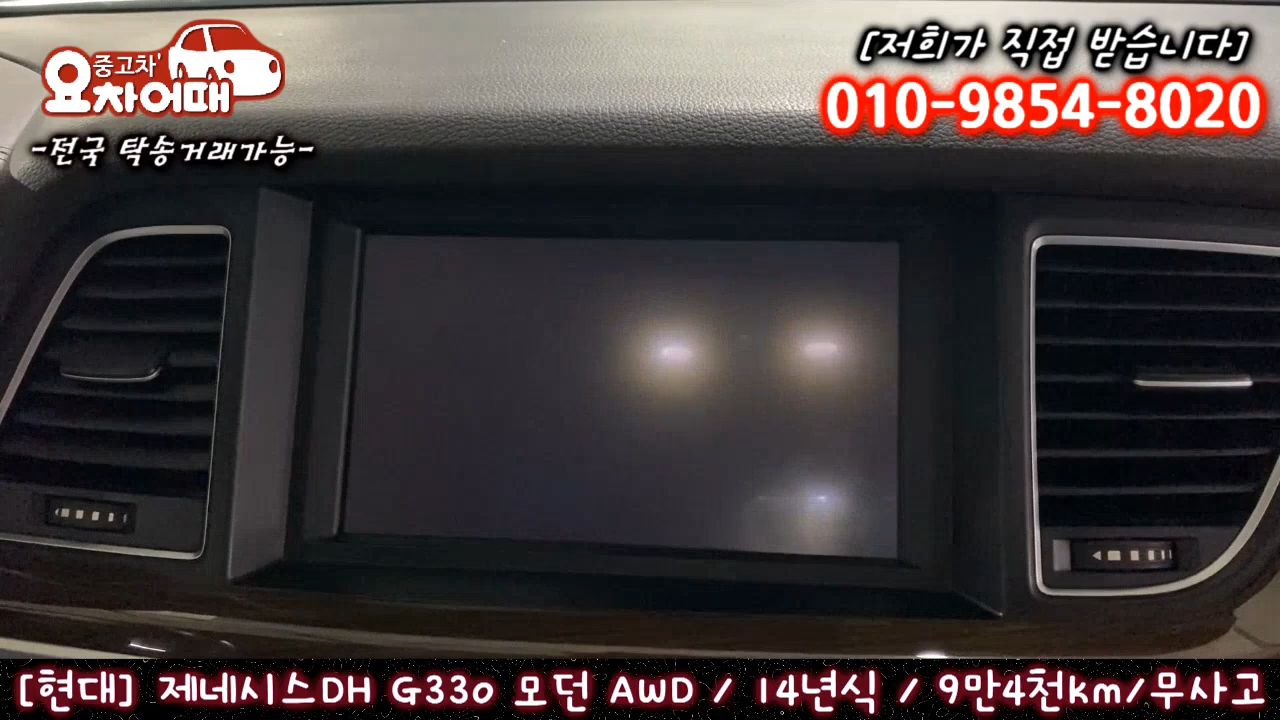 중고차'
요차어때
-전국 탁송거래가능-
[저희가 직접 받습니다]
010-9854-8020
[현대] 제네시스DH G330 모던 AWD / 14년식 / 9만4천km/무사고